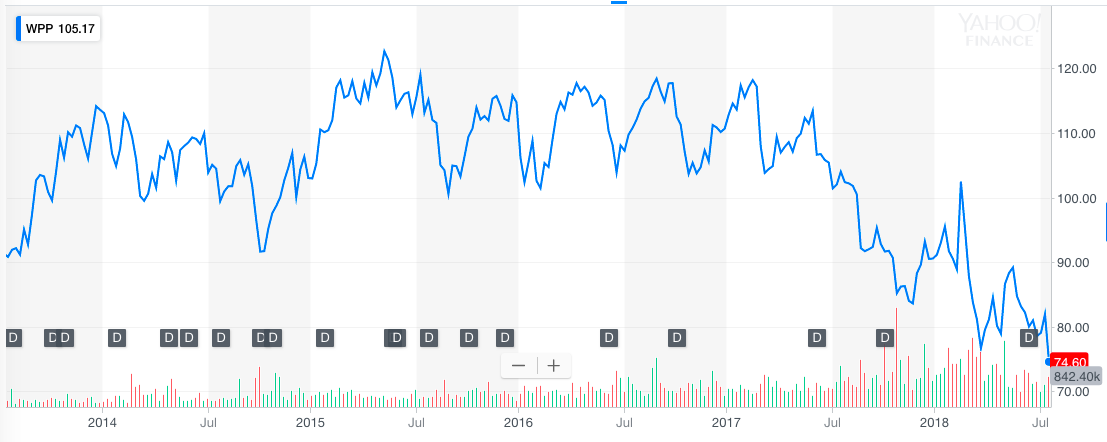 WPP 105.17
YAHOO!
FINANCE
120.00
110.00
100.00
90.00
80.00
D D D D D D D D D D D D D D D D D D D D
74.60
842.40k
70.00
2014 Jul 2015 Jul 2016 Jul 2017 Jul 2018 Jul